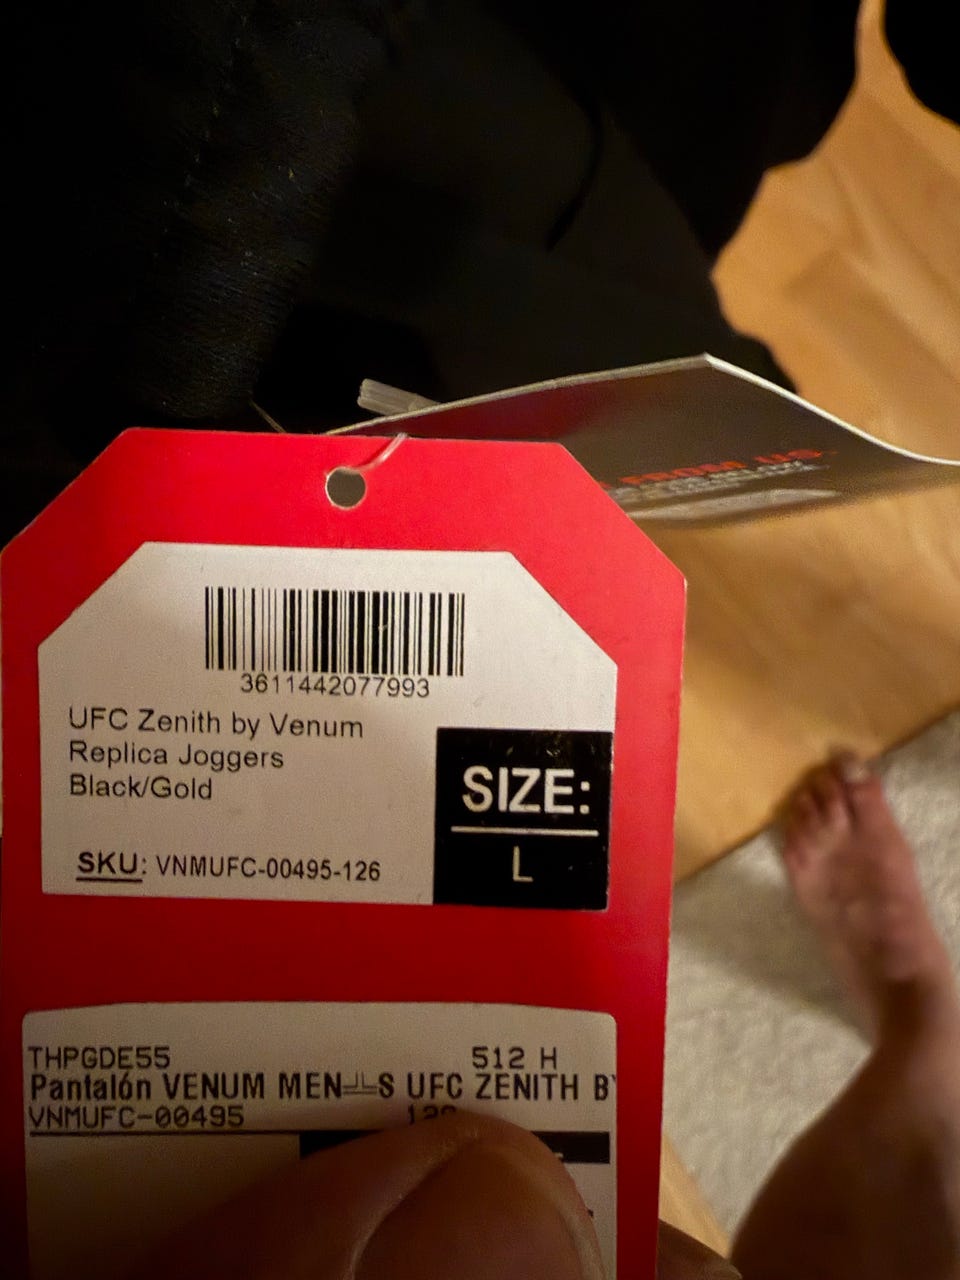 3611442077993
UFC Zenith by Venum
Replica Joggers
Black/Gold
SIZE:
L
SKU: VNMUFC-00495-126
THPGDE55 512 H
Pantalón VENUM MEN╜╙S UFC ZENITH BY
VNMUFC-00495